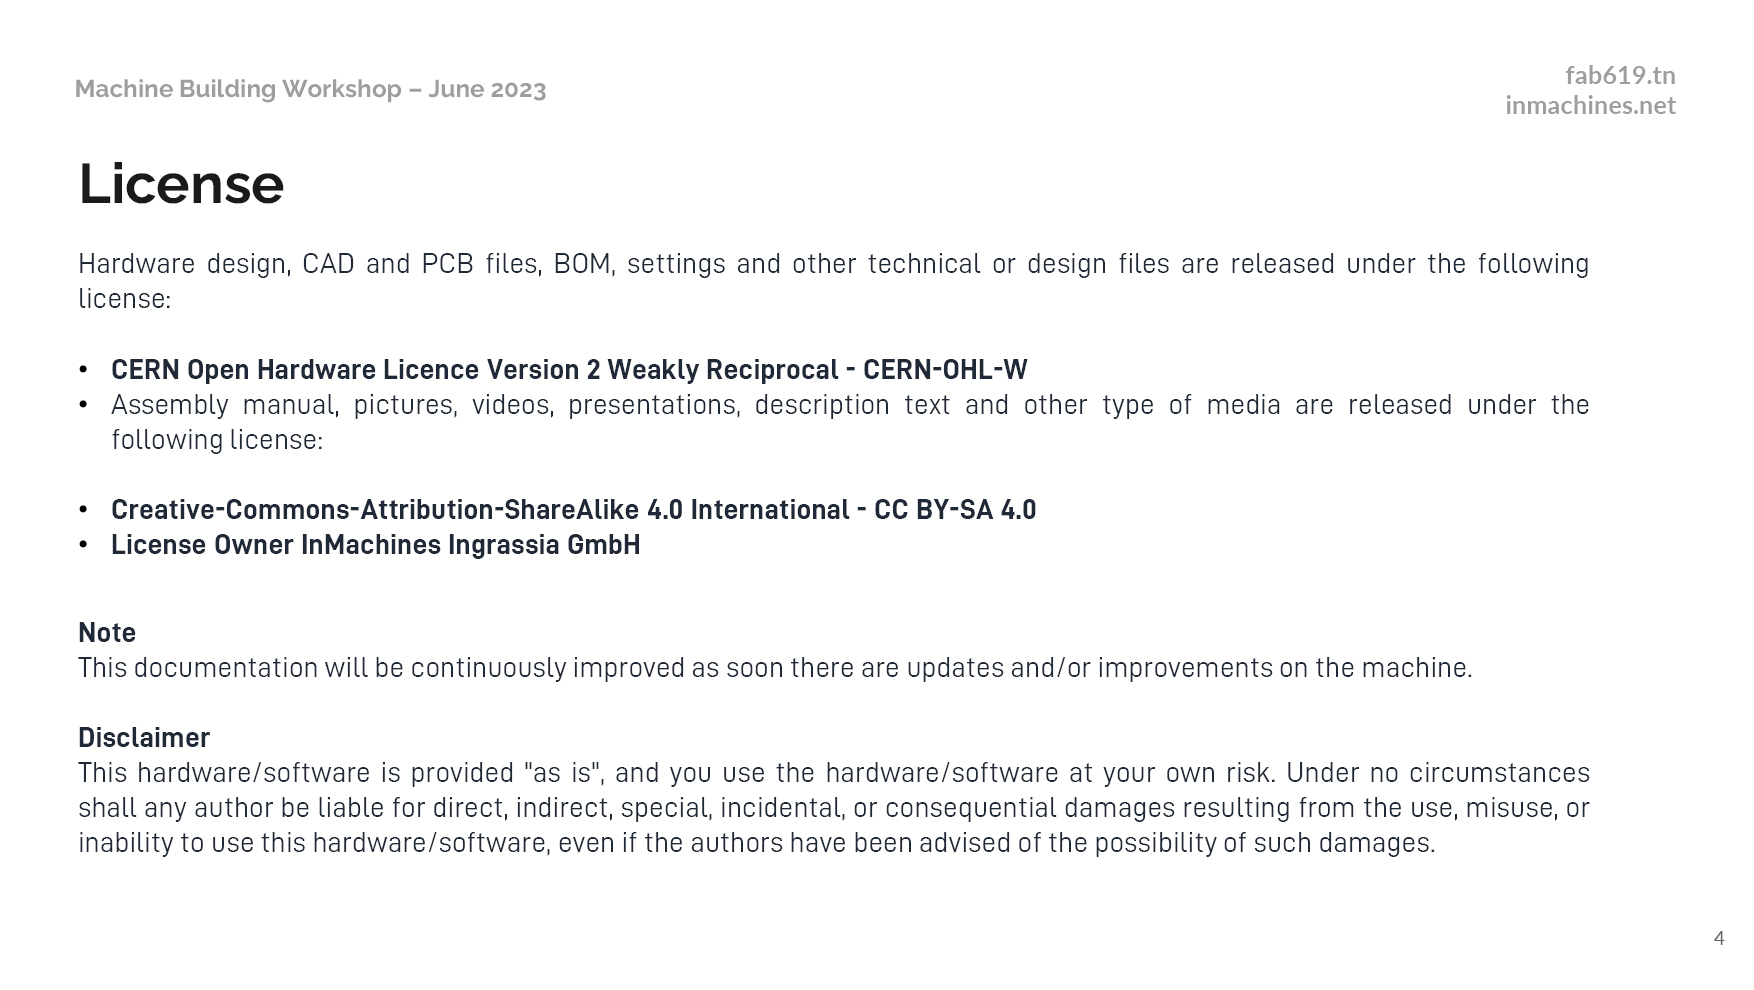 Machine Building Workshop – June 2023
fab619.tn
inmachines.net
License
Hardware design, CAD and PCB files, BOM, settings and other technical or design files are released under the following
license:
• CERN Open Hardware Licence Version 2 Weakly Reciprocal - CERN-OHL-W
• Assembly manual, pictures, videos, presentations, description text and other type of media are released under the
following license:
• Creative-Commons-Attribution-ShareAlike 4.0 International - CC BY-SA 4.0
• License Owner InMachines Ingrassia GmbH
Note
This documentation will be continuously improved as soon there are updates and/or improvements on the machine.
Disclaimer
This hardware/software is provided "as is", and you use the hardware/software at your own risk. Under no circumstances
shall any author be liable for direct, indirect, special, incidental, or consequential damages resulting from the use, misuse, or
inability to use this hardware/software, even if the authors have been advised of the possibility of such damages.
4